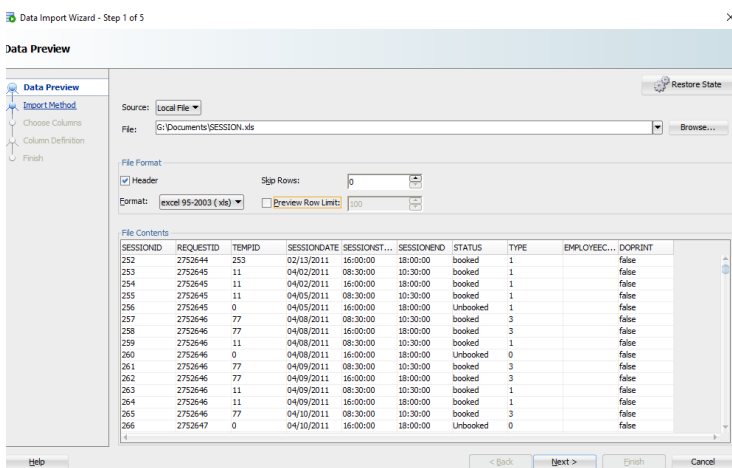 Data Import Wizard - Step 1 of 5
Data Preview
Restore State
Data Preview
Import Method
Choose Columns
Column Definition
Finish
Source: Local File
File: G:\Documents\SESSION.xls Browse...
File Format
Header Skip Rows: 0
Format: excel 95-2003 (xls) Preview Row Limit: 100
File Contents
SESSIONID REQUESTID TEMPID SESSIONDATE SESSIONST... SESSIONEND STATUS TYPE EMPLOYEEC... DOPRINT
252 2752644 253 02/13/2011 16:00:00 18:00:00 booked 1 false
253 2752645 11 04/02/2011 08:30:00 10:30:00 booked 1 false
254 2752645 11 04/02/2011 16:00:00 18:00:00 booked 1 false
255 2752645 11 04/05/2011 08:30:00 10:30:00 booked 1 false
256 2752645 0 04/05/2011 16:00:00 18:00:00 Unbooked 1 false
257 2752646 77 04/08/2011 08:30:00 10:30:00 booked 3 false
258 2752646 77 04/08/2011 16:00:00 18:00:00 booked 3 false
259 2752646 11 04/08/2011 08:30:00 10:30:00 booked 1 false
260 2752646 0 04/08/2011 16:00:00 18:00:00 Unbooked 0 false
261 2752646 77 04/09/2011 08:30:00 10:30:00 booked 3 false
262 2752646 77 04/09/2011 16:00:00 18:00:00 booked 3 false
263 2752646 11 04/09/2011 08:30:00 10:30:00 booked 1 false
264 2752646 11 04/09/2011 16:00:00 18:00:00 booked 1 false
265 2752646 77 04/10/2011 08:30:00 10:30:00 booked 3 false
266 2752647 0 04/10/2011 16:00:00 18:00:00 Unbooked 0 false
Help < Back Next > Finish Cancel